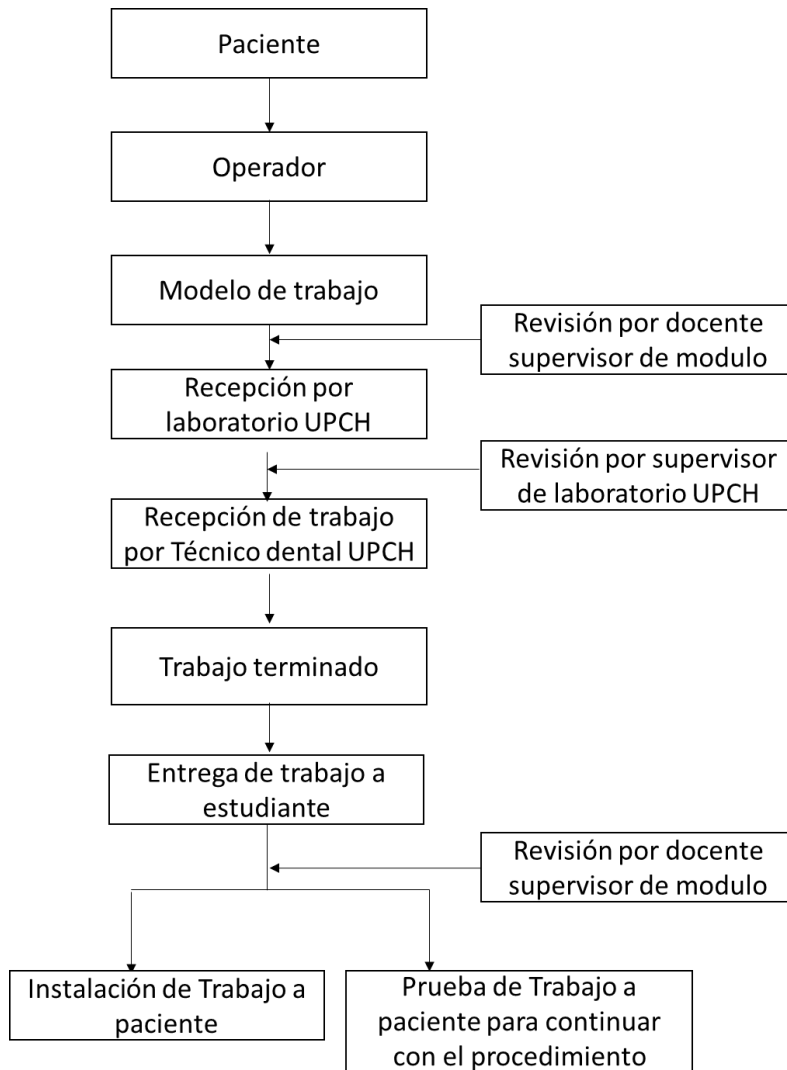 Paciente
Operador
Modelo de trabajo
Revisión por docente
supervisor de modulo
Recepción por
laboratorio UPCH
Revisión por supervisor
de laboratorio UPCH
Recepción de trabajo
por Técnico dental UPCH
Trabajo terminado
Entrega de trabajo a
estudiante
Revisión por docente
supervisor de modulo
Instalación de Trabajo a
paciente
Prueba de Trabajo a
paciente para continuar
con el procedimiento